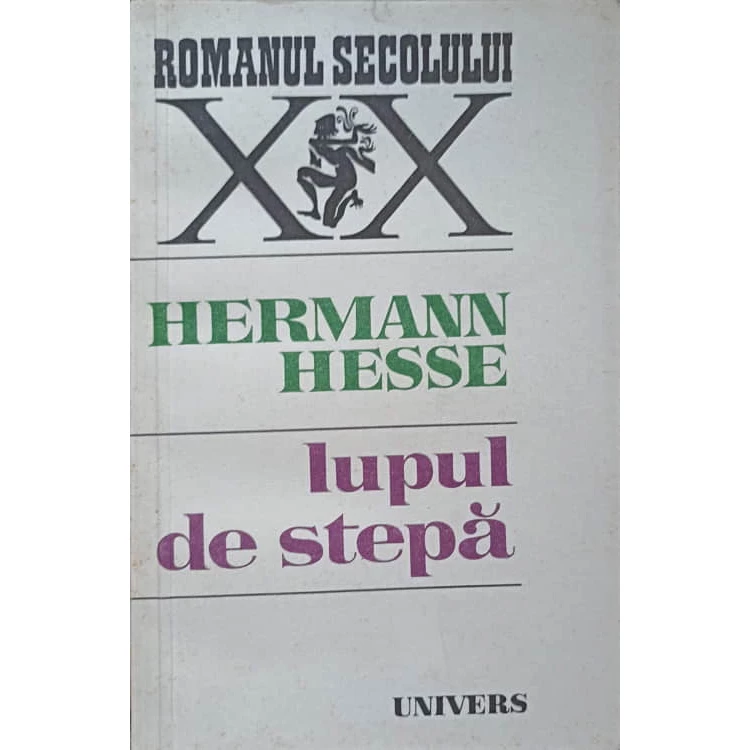 ROMANUL SECOLULUI
XX
HERMANN
HESSE
lupul
de stepă
UNIVERS